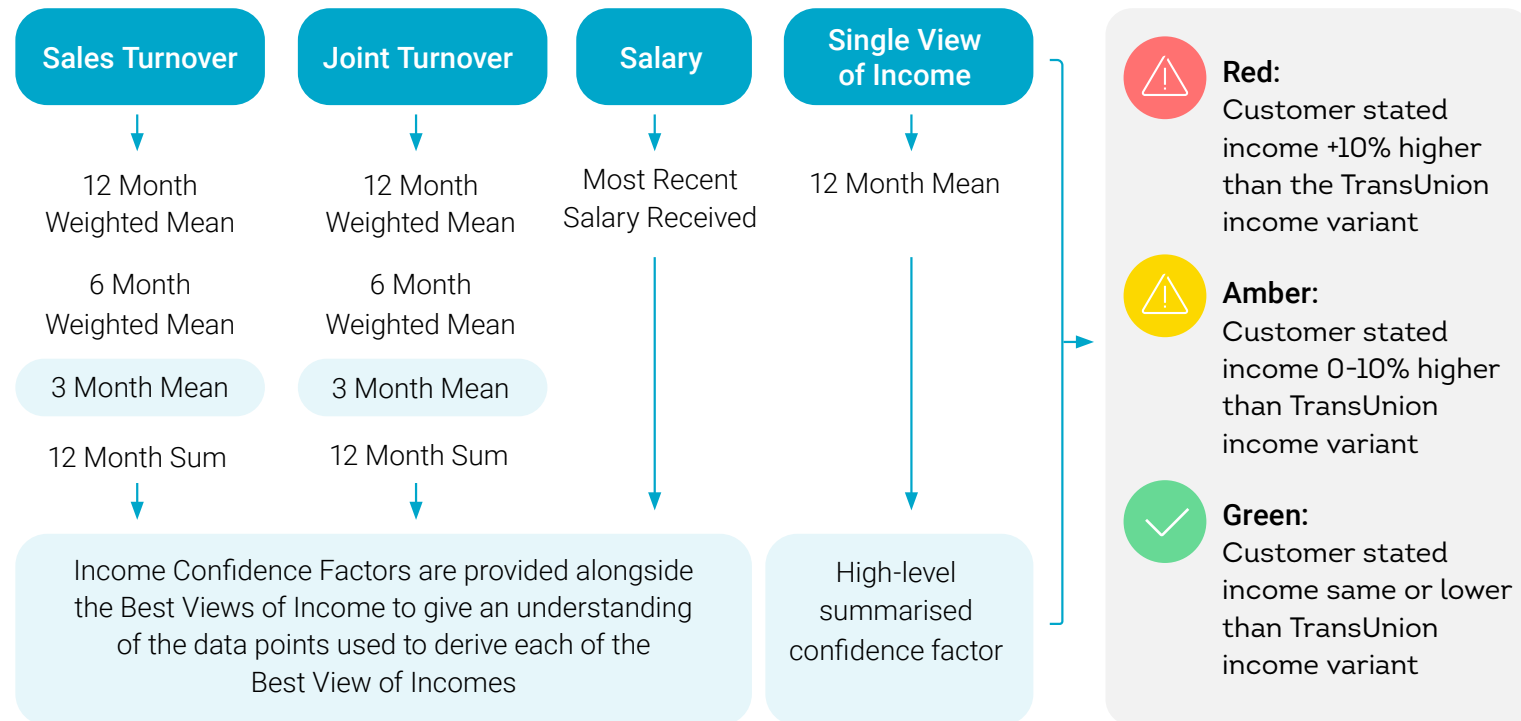 Sales Turnover
12 Month
Weighted Mean
6 Month
Weighted Mean
3 Month Mean
12 Month Sum
Joint Turnover
12 Month
Weighted Mean
6 Month
Weighted Mean
3 Month Mean
12 Month Sum
Salary
Most Recent
Salary Received
Income Confidence Factors are provided alongside
the Best Views of Income to give an understanding
of the data points used to derive each of the
Best View of Incomes
Single View
of Income
12 Month Mean
High-level
summarised
confidence factor
Red:
Customer stated
income +10% higher
than the TransUnion
income variant
Amber:
Customer stated
income 0-10% higher
than TransUnion
income variant
Green:
Customer stated
income same or lower
than TransUnion
income variant